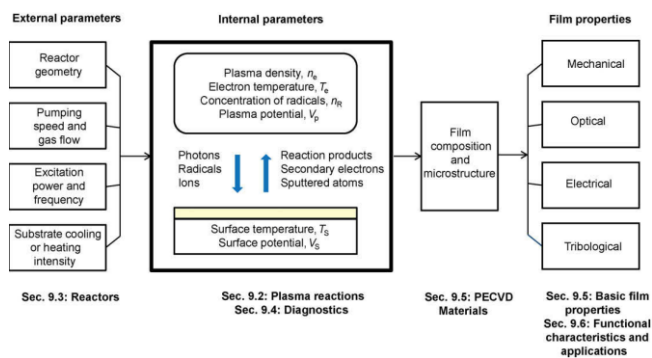 External parameters
Internal parameters
Film properties
Reactor
geometry
Pumping
speed and
gas flow
Excitation
power and
frequency
Substrate cooling
or heating
intensity
Plasma density, nₑ
Electron temperature, Tₑ
Concentration of radicals, n_R
Plasma potential, Vₚ
Photons
Radicals
Ions
Reaction products
Secondary electrons
Sputtered atoms
Surface temperature, T_S
Surface potential, V_S
Film
composition
and
microstructure
Mechanical
Optical
Electrical
Tribological
Sec. 9.3: Reactors
Sec. 9.2: Plasma reactions
Sec. 9.4: Diagnostics
Sec. 9.5: PECVD
Materials
Sec. 9.5: Basic film
properties
Sec. 9.6: Functional
characteristics and
applications